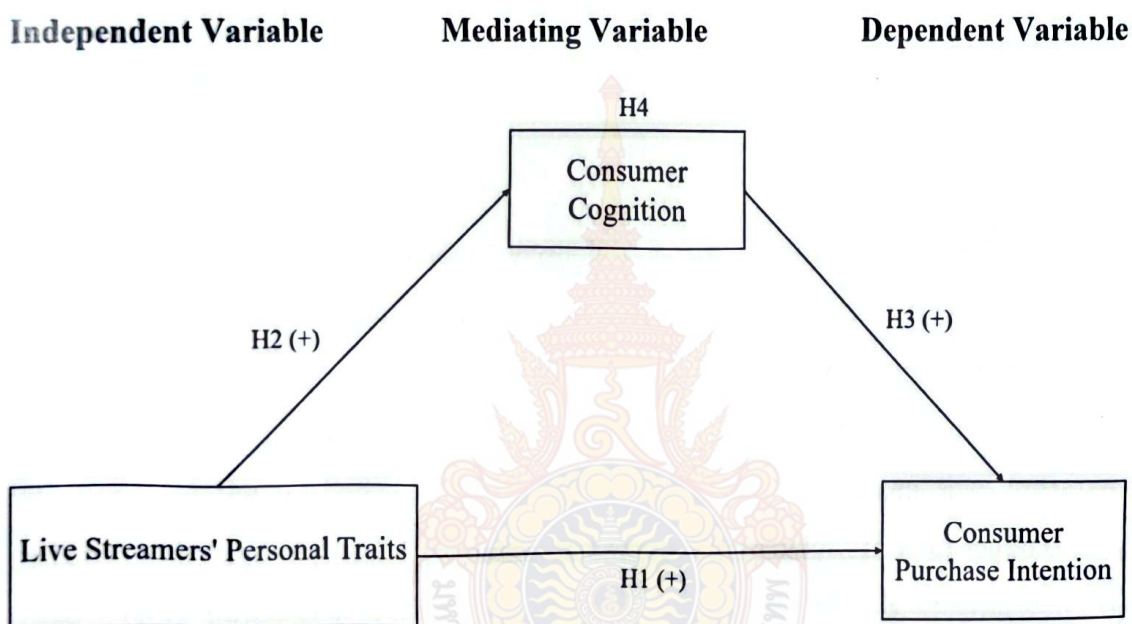 Independent Variable
Mediating Variable
Dependent Variable
H4
Consumer
Cognition
H2 (+)
H3 (+)
Live Streamers' Personal Traits
H1 (+)
Consumer
Purchase Intention